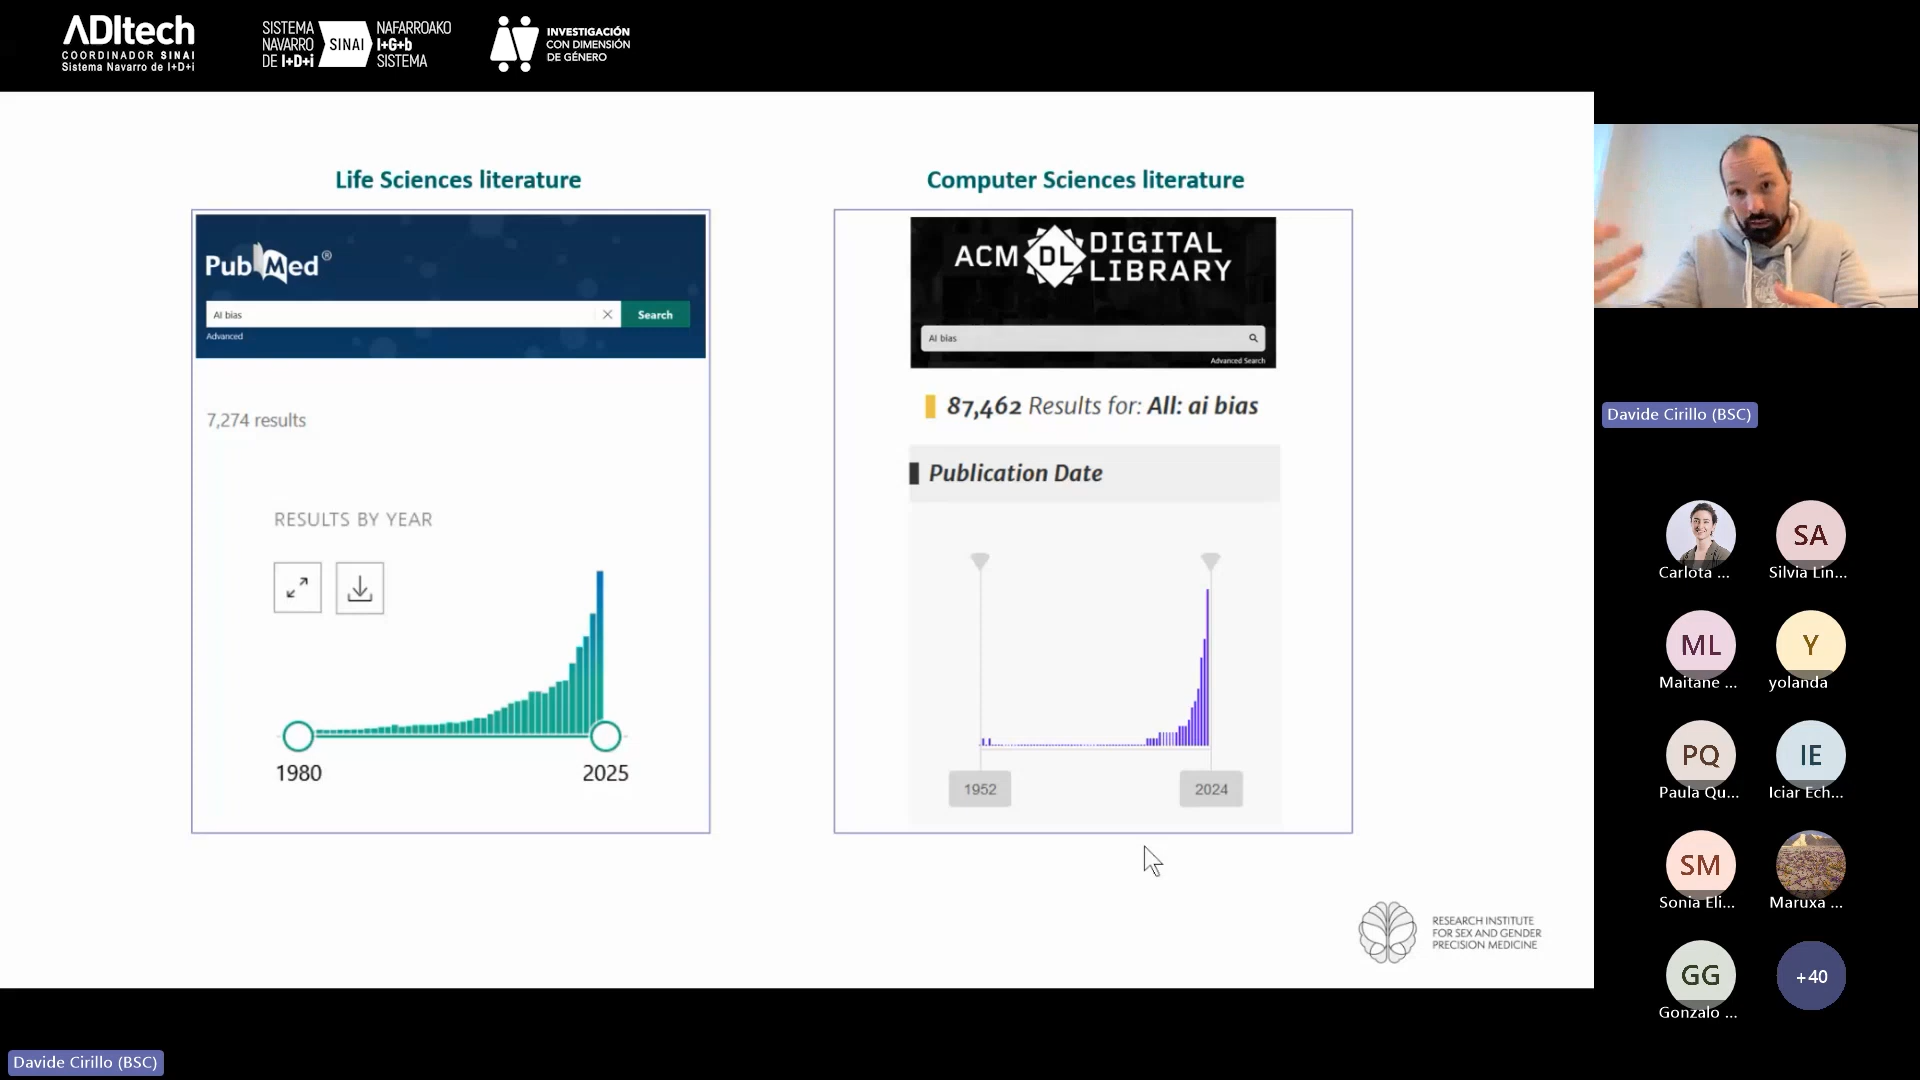 ADItech
COORDINADOR SINAI
Sistema Navarro de I+D+i
SISTEMA
NAVARRO
DE I+D+i
SINAI
NAFARROAKO
I+G+b
SISTEMA
INVESTIGACIÓN
CON DIMENSIÓN
DE GÉNERO
Life Sciences literature
PubMed®
AI bias
Search
Advanced
7,274 results
RESULTS BY YEAR
1980
2025
Computer Sciences literature
ACM DL DIGITAL
LIBRARY
AI bias
Advanced Search
87,462 Results for: All: ai bias
Publication Date
1952
2024
RESEARCH INSTITUTE
FOR SEX AND GENDER
PRECISION MEDICINE
Davide Cirillo (BSC)
Carlota ...
SA
Silvia Lin...
ML
Maitane ...
Y
yolanda
PQ
Paula Qu...
IE
Iciar Ech...
SM
Sonia Eli...
Maruxa ...
GG
Gonzalo ...
+40
Davide Cirillo (BSC)